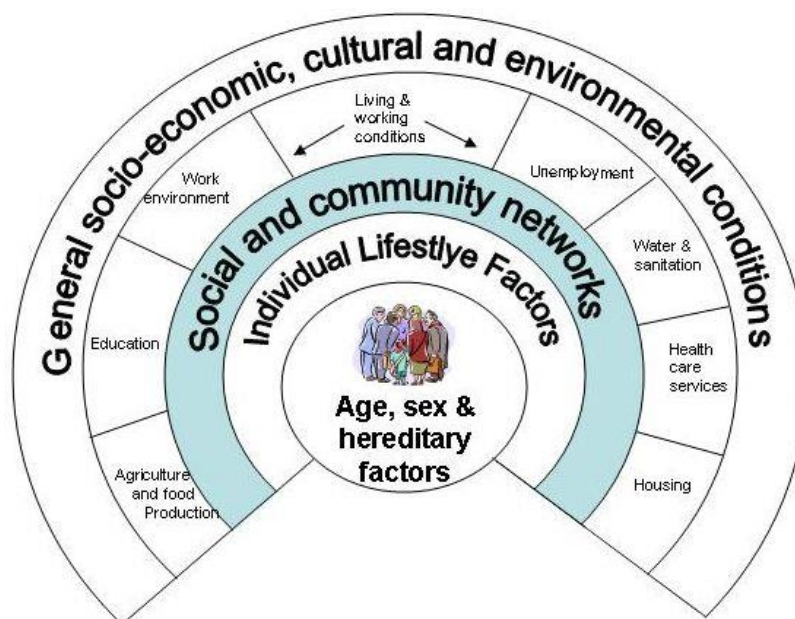 General socio-economic, cultural and environmental conditions
Living &
working
conditions
Work
environment
Unemployment
Social and community networks
Water &
sanitation
Individual Lifestlye Factors
Education
Health
care
services
Age, sex &
hereditary
factors
Agriculture
and food
Production
Housing